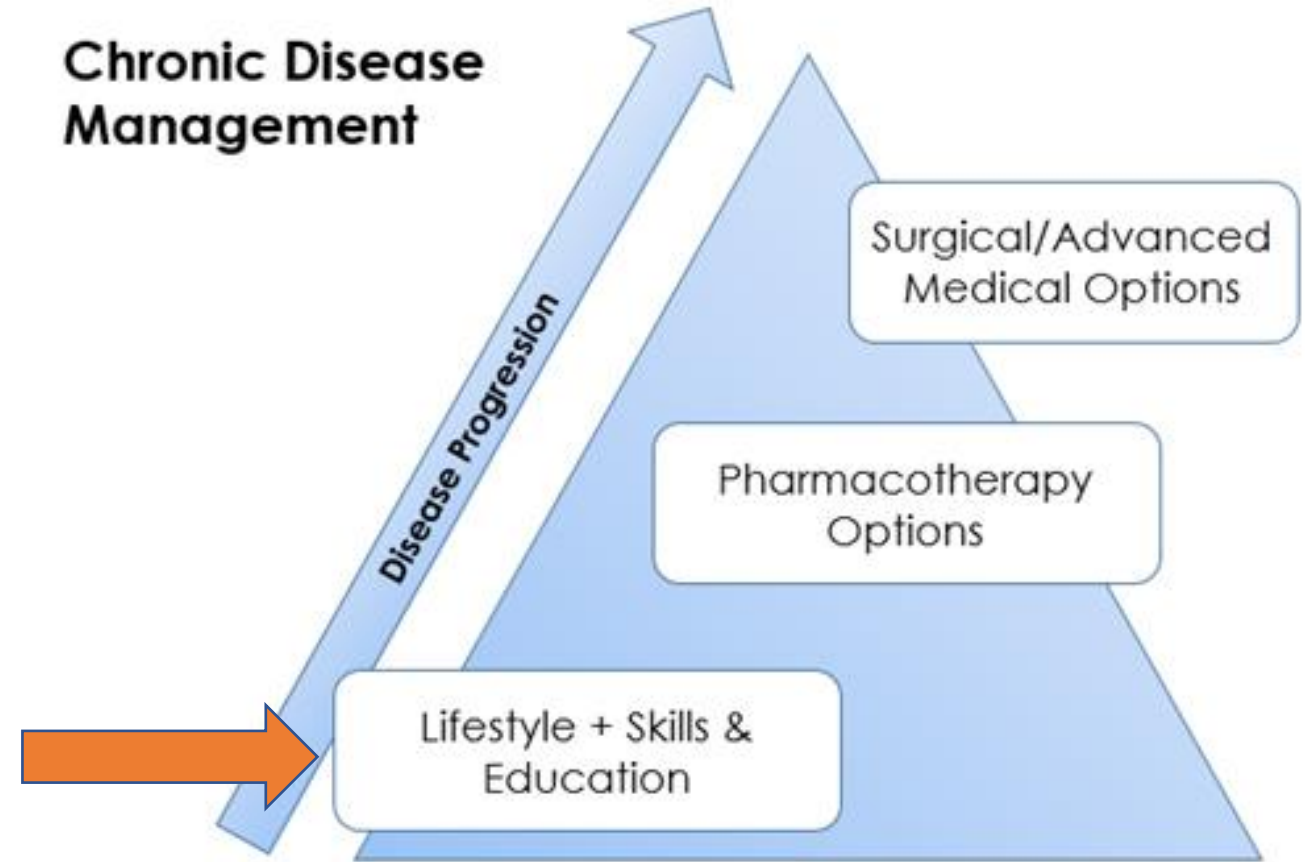 Chronic Disease
Management
Surgical/Advanced
Medical Options
Disease Progression
Pharmacotherapy
Options
Lifestyle + Skills &
Education